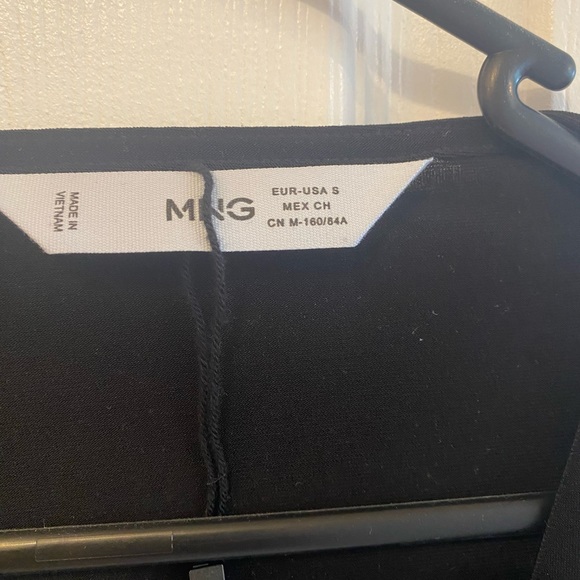 MADE IN
VIETNAM
MNG
EUR-USA S
MEX CH
CN M-160/84A